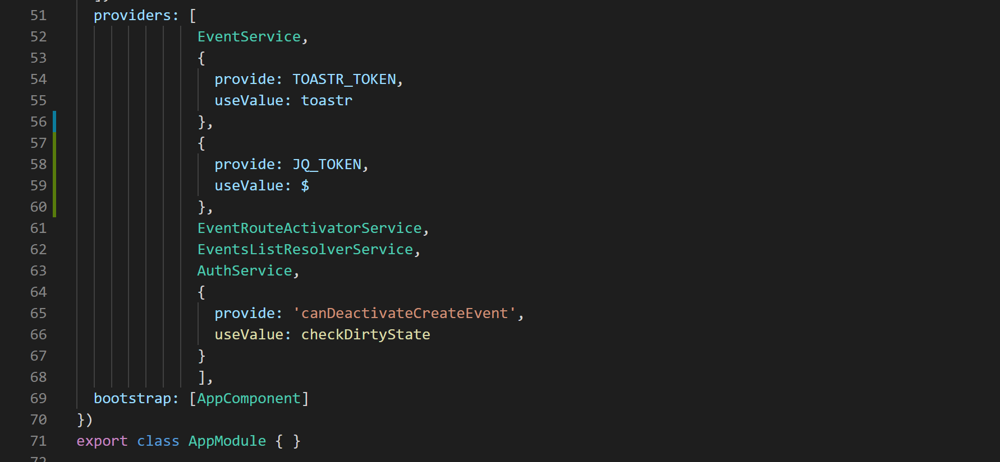 51 providers: [
52 EventService,
53 {
54 provide: TOASTR_TOKEN,
55 useValue: toastr
56 },
57 {
58 provide: JQ_TOKEN,
59 useValue: $
60 },
61 EventRouteActivatorService,
62 EventsListResolverService,
63 AuthService,
64 {
65 provide: 'canDeactivateCreateEvent',
66 useValue: checkDirtyState
67 }
68 ],
69 bootstrap: [AppComponent]
70 })
71 export class AppModule { }
72